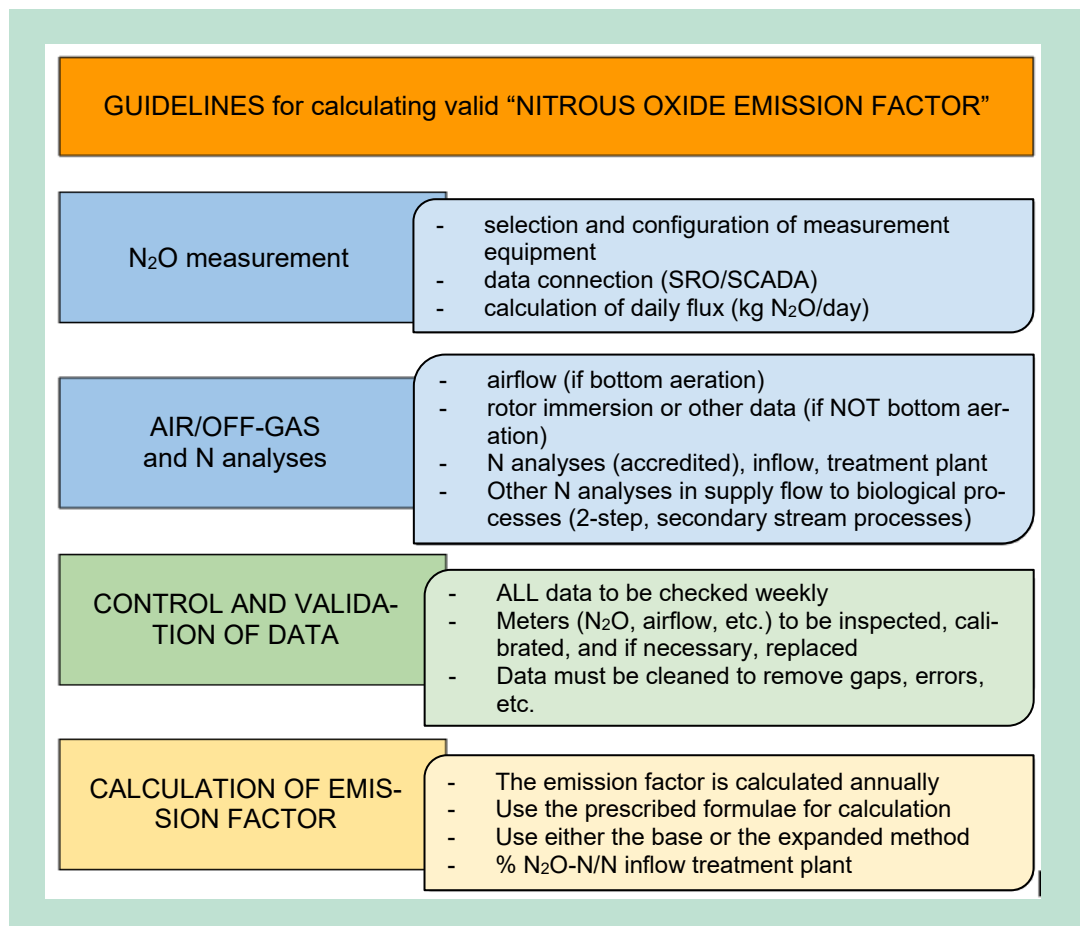 GUIDELINES for calculating valid “NITROUS OXIDE EMISSION FACTOR”
N₂O measurement
- selection and configuration of measurement
equipment
- data connection (SRO/SCADA)
- calculation of daily flux (kg N₂O/day)
AIR/OFF-GAS
and N analyses
- airflow (if bottom aeration)
- rotor immersion or other data (if NOT bottom aer-
ation)
- N analyses (accredited), inflow, treatment plant
- Other N analyses in supply flow to biological pro-
cesses (2-step, secondary stream processes)
CONTROL AND VALIDA-
TION OF DATA
- ALL data to be checked weekly
- Meters (N₂O, airflow, etc.) to be inspected, cali-
brated, and if necessary, replaced
- Data must be cleaned to remove gaps, errors,
etc.
CALCULATION OF EMIS-
SION FACTOR
- The emission factor is calculated annually
- Use the prescribed formulae for calculation
- Use either the base or the expanded method
- % N₂O-N/N inflow treatment plant